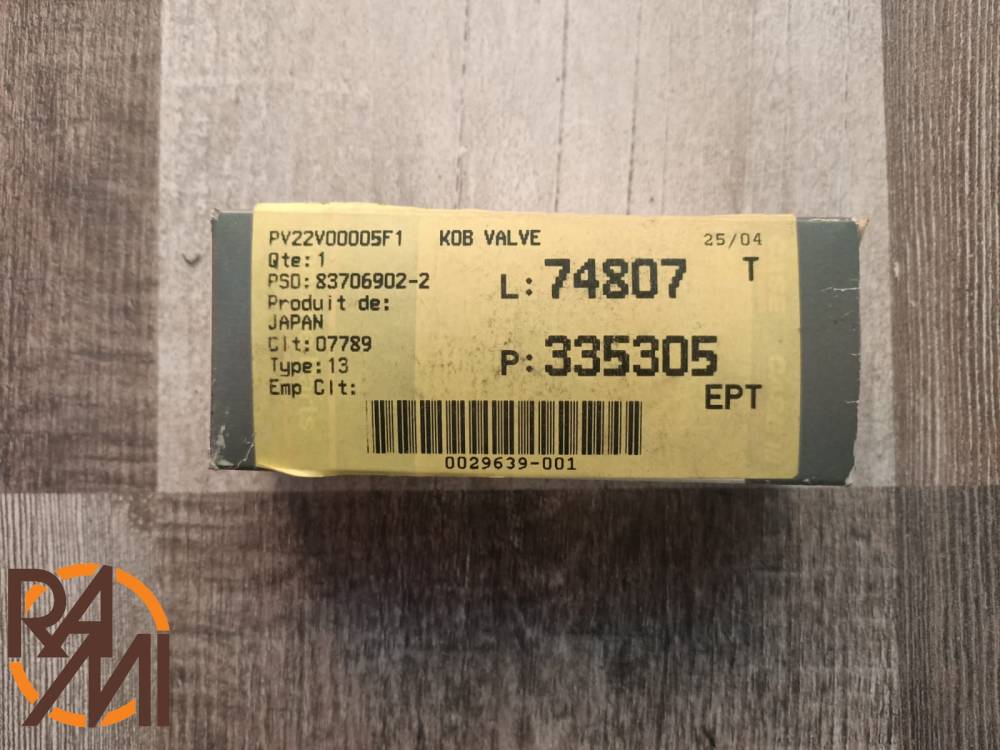 PV22V00005F1 KOB VALVE 25/04
Qte: 1
T
PSO: 83706902-2
L: 74807
Produit de:
JAPAN
Clt: 07789
P: 335305
Type: 13
Emp Clt:
EPT
0029639-001
RAMI